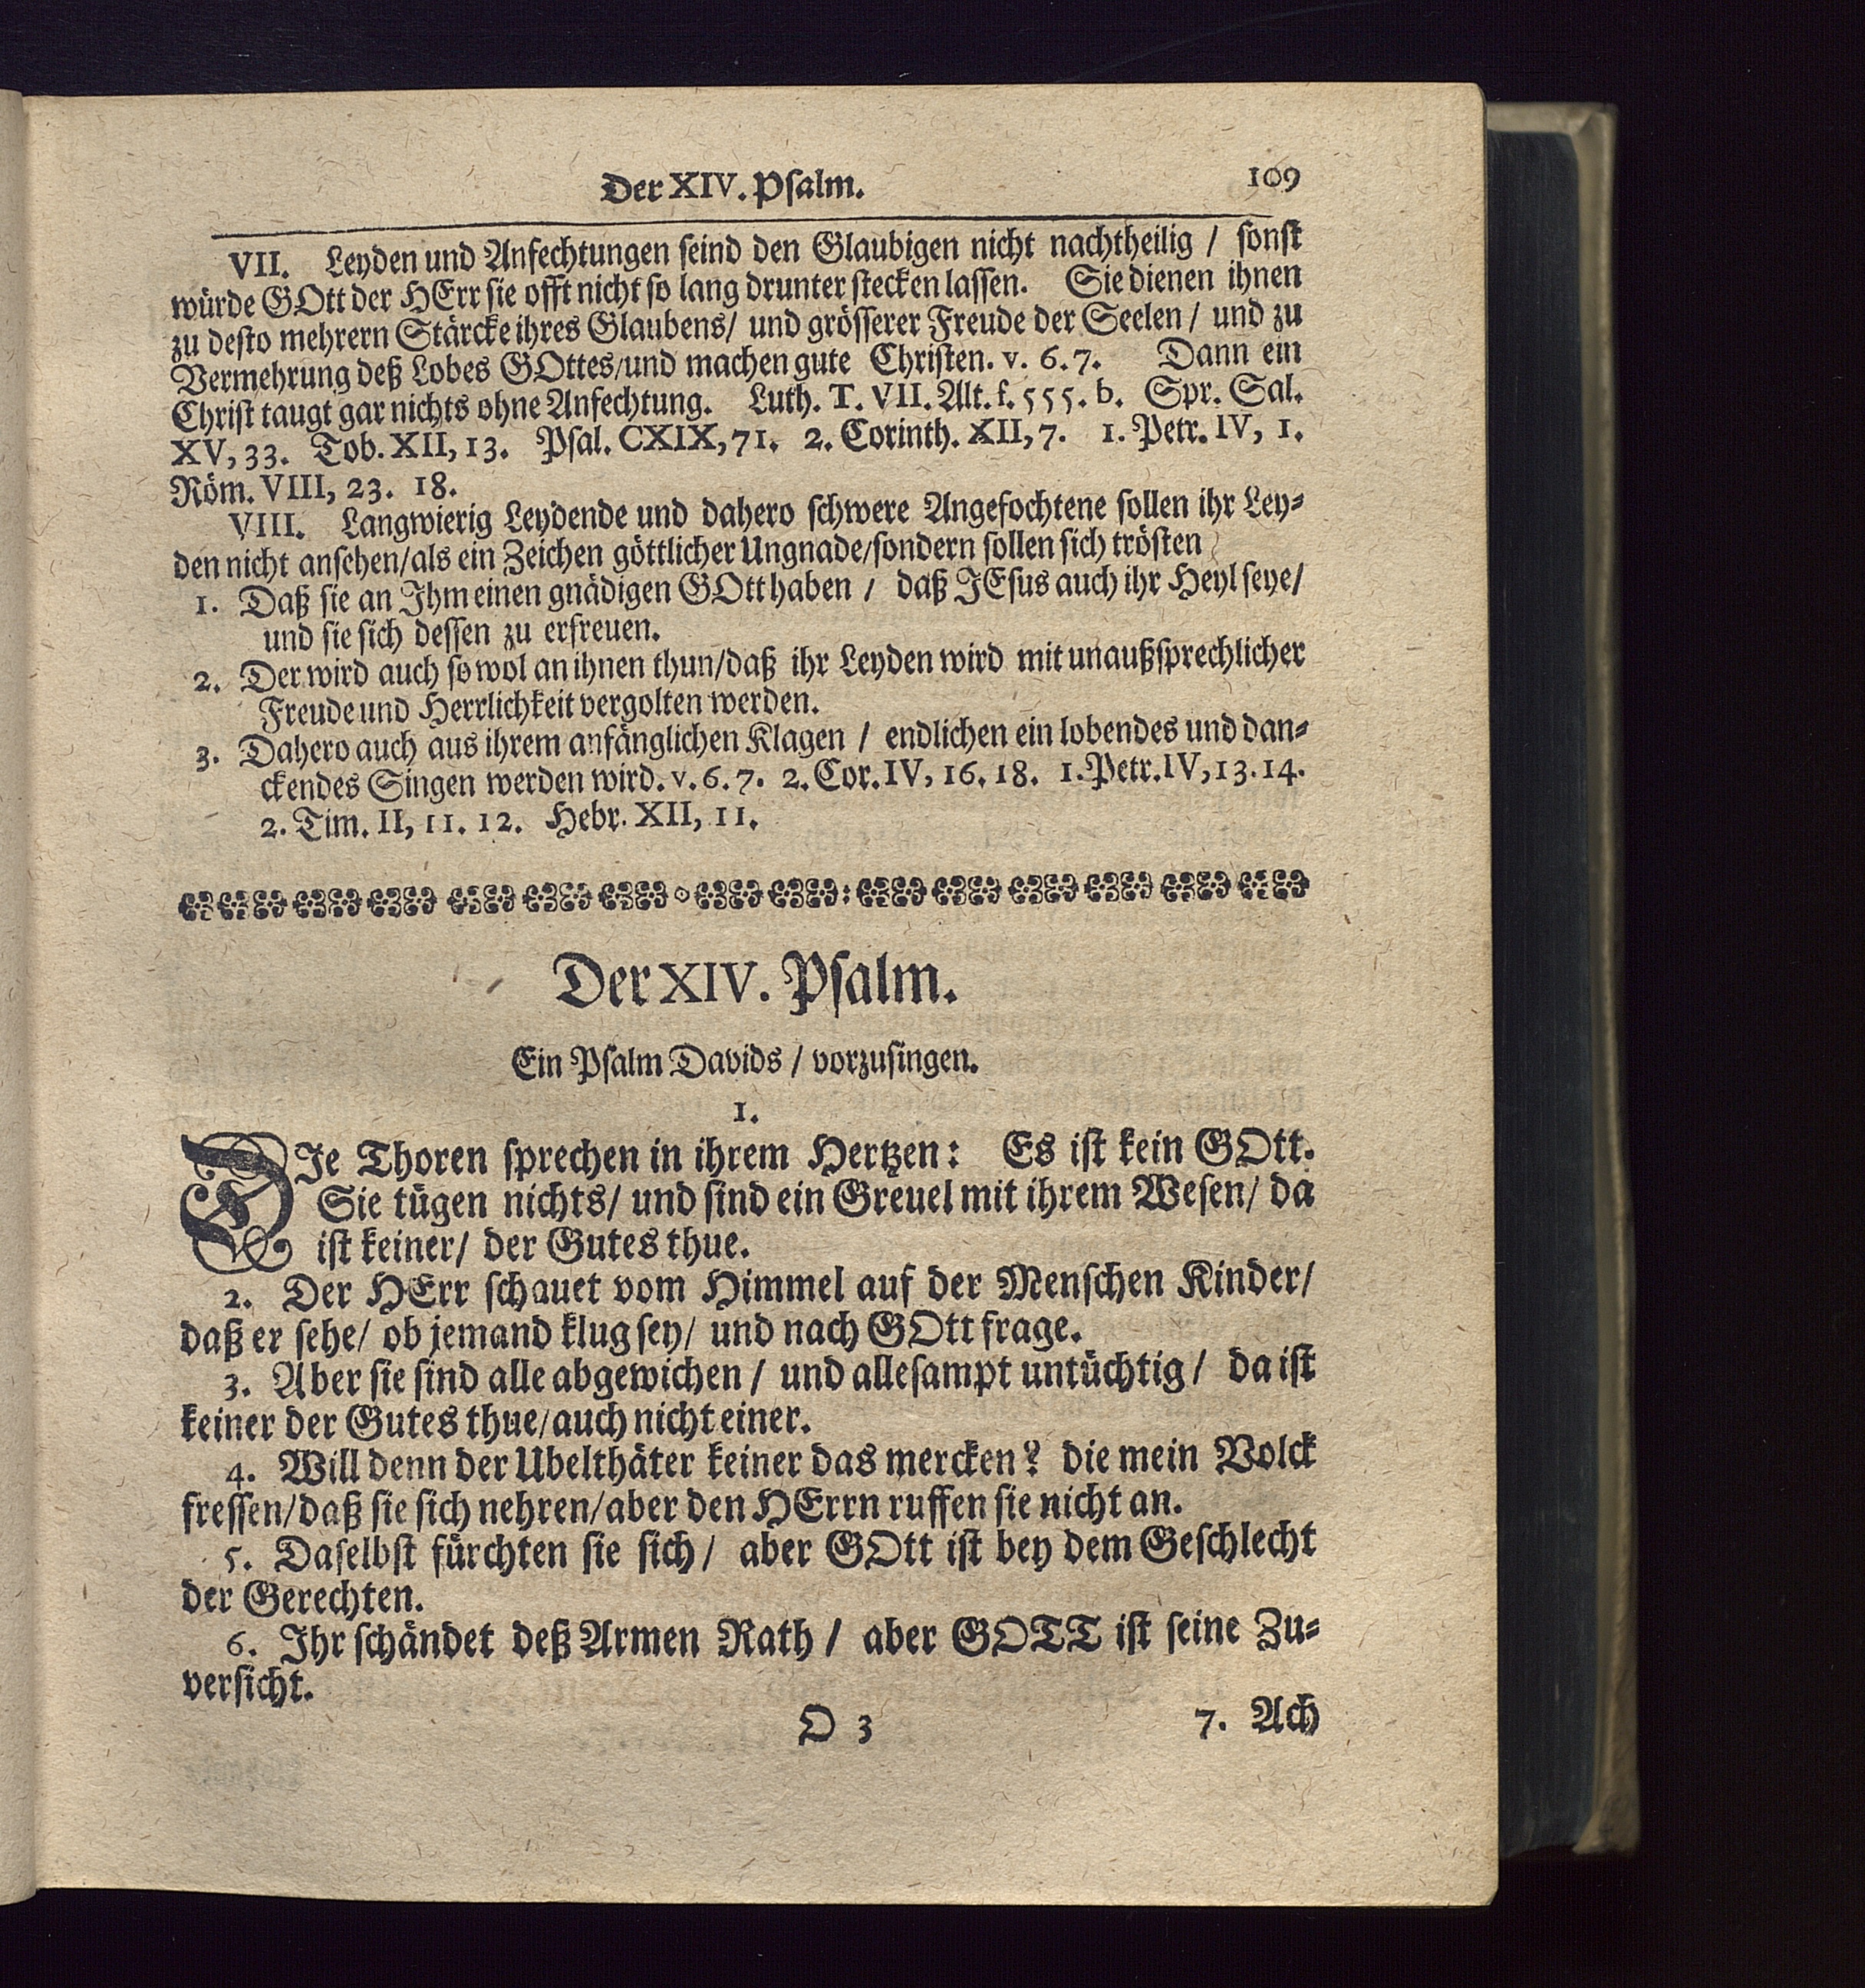 Der XIV. Psalm. 109
VII. Leyden und Anfechtungen seind den Glaubigen nicht nachtheilig / sonst
würde GOtt der HErr sie offt nicht so lang drunter stecken lassen. Sie dienen ihnen
zu desto mehrern Stärcke ihres Glaubens/ und grösserer Freude der Seelen / und zu
Vermehrung deß Lobes GOttes/und machen gute Christen. v. 6. 7. Dann ein
Christ taugt gar nichts ohne Anfechtung. Luth. T. VII. Alt. f. 555. b. Spr. Sal.
XV, 33. Tob. XII, 13. Psal. CXIX, 71. 2. Corinth. XII, 7. 1. Petr. IV, 1.
Röm. VIII, 23. 18.
VIII. Langwierig Leydende und dahero schwere Angefochtene sollen ihr Ley-
den nicht ansehen/als ein Zeichen göttlicher Ungnade/sondern sollen sich trösten
1. Daß sie an Ihm einen gnädigen GOtt haben / daß JEsus auch ihr Heyl seye/
und sie sich dessen zu erfreuen.
2. Der wird auch so wol an ihnen thun/daß ihr Leyden wird mit unaußsprechlicher
Freude und Herrlichkeit vergolten werden.
3. Dahero auch aus ihrem anfänglichen Klagen / endlichen ein lobendes und dan-
ckendes Singen werden wird. v. 6. 7. 2. Cor. IV, 16. 18. 1. Petr. IV, 13. 14.
2. Tim. II, 11. 12. Hebr. XII, 11.
Der XIV. Psalm.
Ein Psalm Davids / vorzusingen.
1.
DIe Thoren sprechen in ihrem Hertzen: Es ist kein GOtt.
Sie tügen nichts/ und sind ein Greuel mit ihrem Wesen/ da
ist keiner/ der Gutes thue.
2. Der HErr schauet vom Himmel auf der Menschen Kinder/
daß er sehe/ ob jemand klug sey/ und nach GOtt frage.
3. Aber sie sind alle abgewichen / und allesampt untüchtig / da ist
keiner der Gutes thue/auch nicht einer.
4. Will denn der Ubelthäter keiner das mercken? die mein Volck
fressen/daß sie sich nehren/aber den HErrn ruffen sie nicht an.
5. Daselbst fürchten sie sich / aber GOtt ist bey dem Geschlecht
der Gerechten.
6. Ihr schändet deß Armen Rath / aber GOTT ist seine Zu-
versicht.
O 3 7. Ach